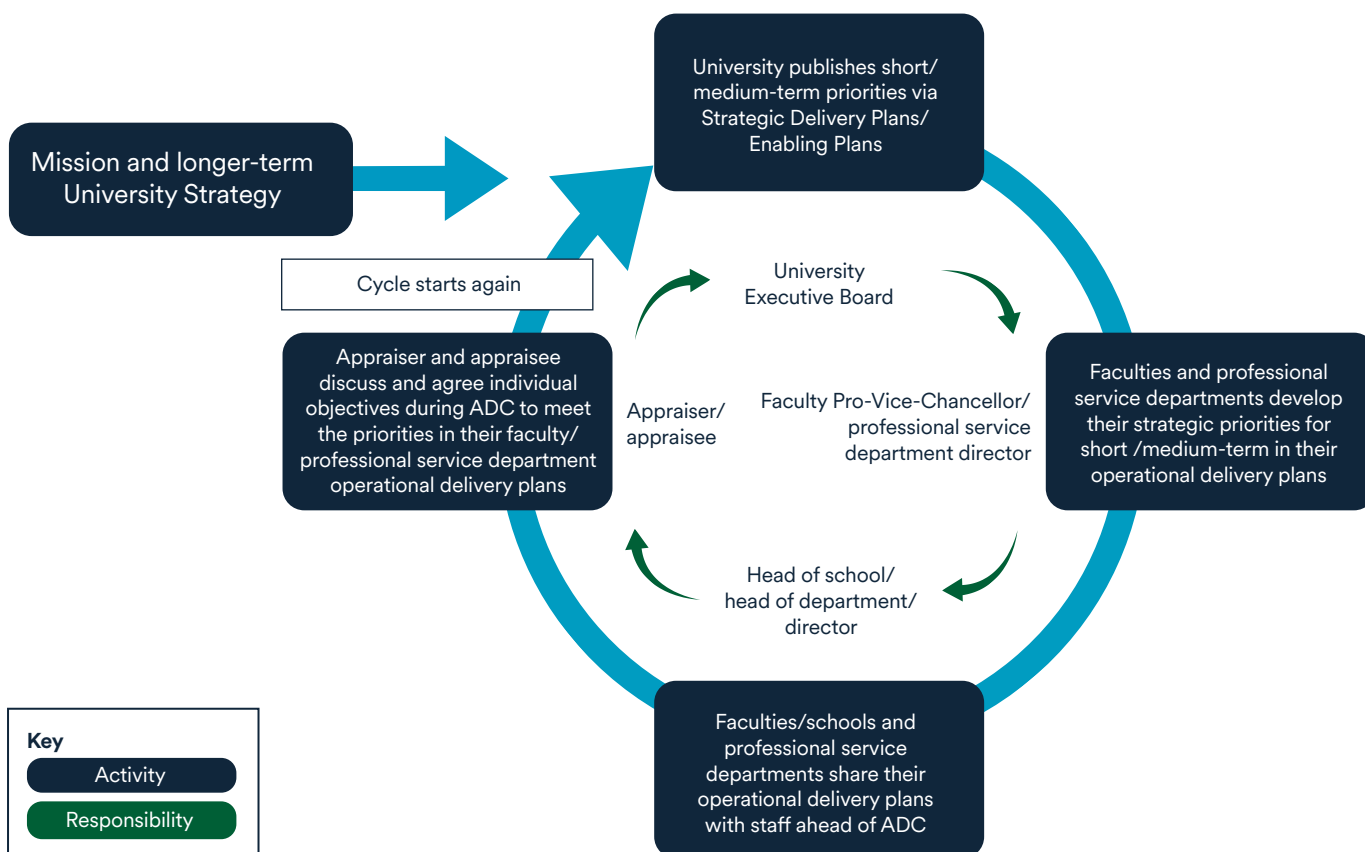 University publishes short/
medium-term priorities via
Strategic Delivery Plans/
Enabling Plans
Mission and longer-term
University Strategy
Cycle starts again
University
Executive Board
Appraiser and appraisee
discuss and agree individual
objectives during ADC to meet
the priorities in their faculty/
professional service department
operational delivery plans
Appraiser/
appraisee
Faculty Pro-Vice-Chancellor/
professional service
department director
Faculties and professional
service departments develop
their strategic priorities for
short /medium-term in their
operational delivery plans
Head of school/
head of department/
director
Faculties/schools and
professional service
departments share their
operational delivery plans
with staff ahead of ADC
Key
Activity
Responsibility